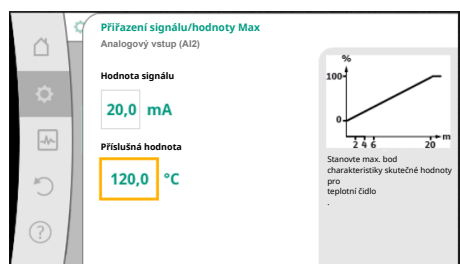 Přiřazení signálu/hodnoty Max
Analogový vstup (AI2)
Hodnota signálu
20,0 mA
Příslušná hodnota
120,0 °C
%
100
0
2 4 6 20 m
Stanovte max. bod
charakteristiky skutečné hodnoty
pro
teplotní čidlo
.